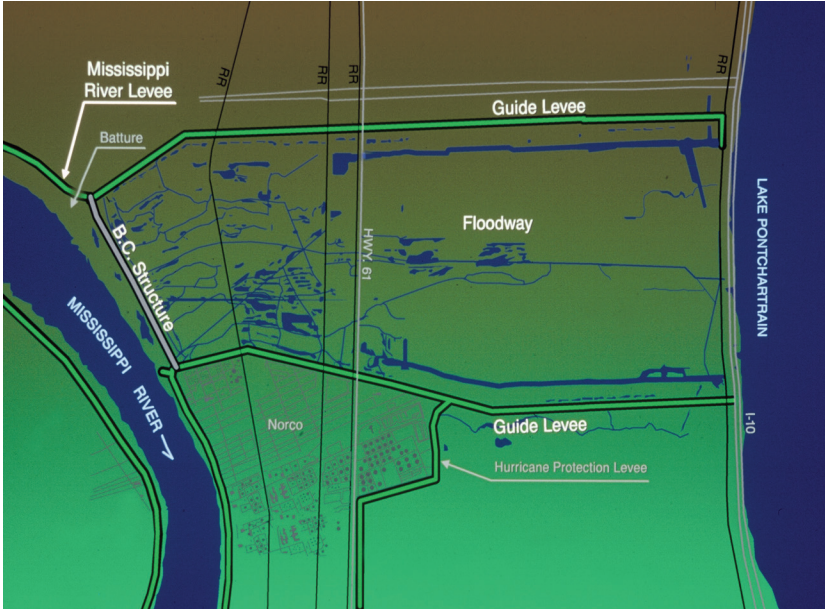 RR
RR
RR
RR
Mississippi
River Levee
Guide Levee
Batture
B.C. Structure
HWY. 61
Floodway
LAKE PONTCHARTRAIN
MISSISSIPPI RIVER
Norco
Guide Levee
I-10
Hurricane Protection Levee